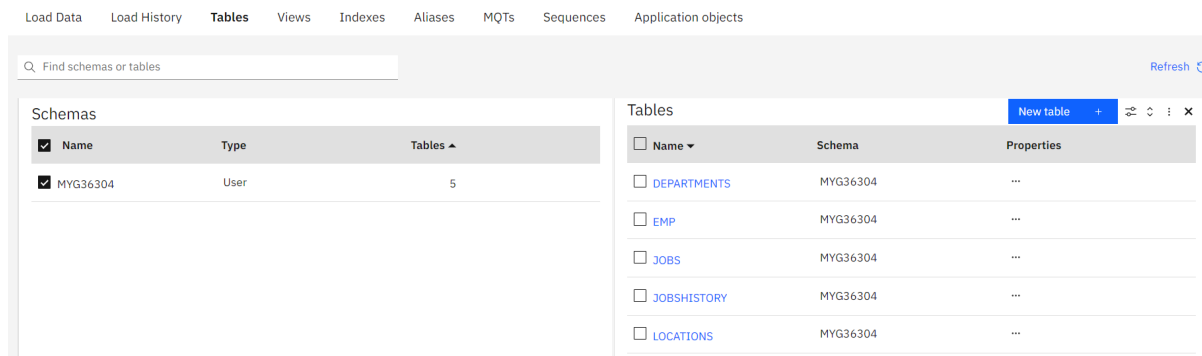 Load Data Load History Tables Views Indexes Aliases MQTs Sequences Application objects
Find schemas or tables
Refresh
Schemas
Name Type Tables
MYG36304 User 5
Tables
New table +
Name Schema Properties
DEPARTMENTS MYG36304 ...
EMP MYG36304 ...
JOBS MYG36304 ...
JOBSHISTORY MYG36304 ...
LOCATIONS MYG36304 ...